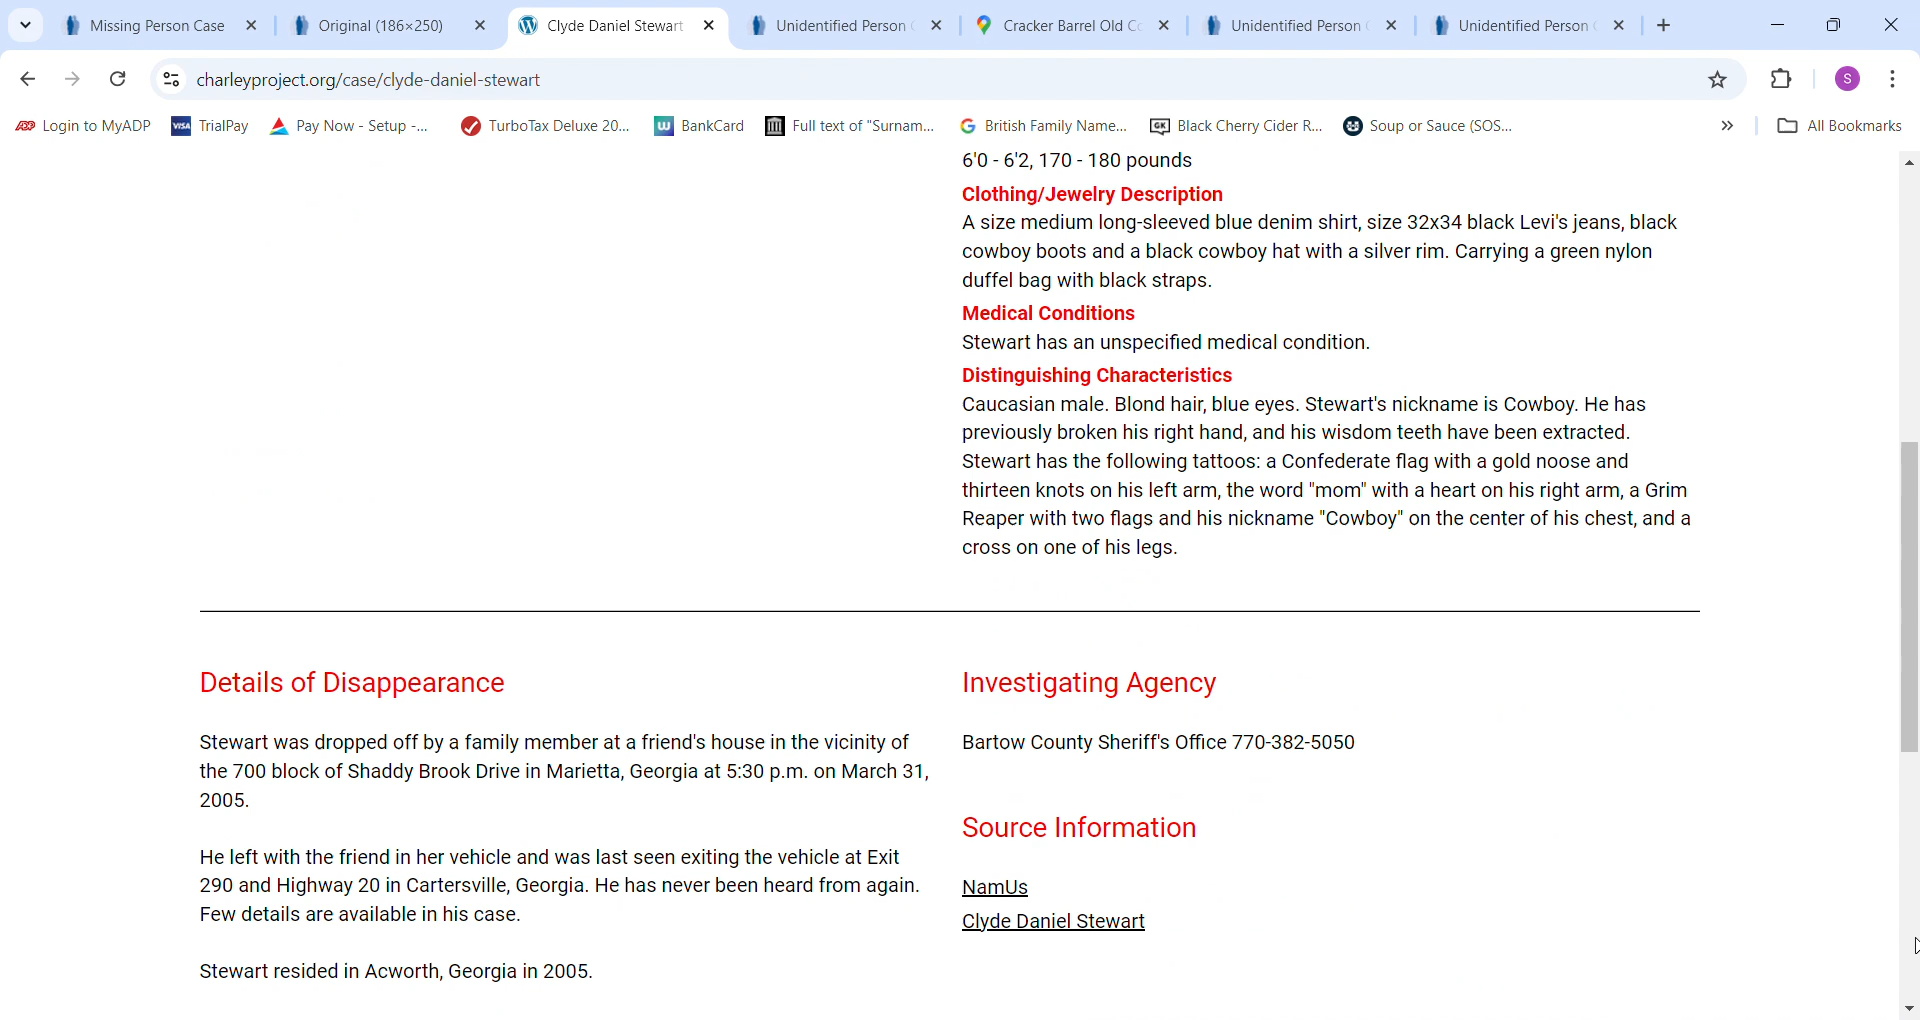 Missing Person Case
Original (186×250)
Clyde Daniel Stewart
Unidentified Person
Cracker Barrel Old Co
Unidentified Person
Unidentified Person
charleyproject.org/case/clyde-daniel-stewart
S
Login to MyADP
VISA TrialPay
Pay Now - Setup -...
TurboTax Deluxe 20...
BankCard
Full text of "Surnam...
British Family Name...
GK Black Cherry Cider R...
Soup or Sauce (SOS...
All Bookmarks
6'0 - 6'2, 170 - 180 pounds
Clothing/Jewelry Description
A size medium long-sleeved blue denim shirt, size 32x34 black Levi's jeans, black
cowboy boots and a black cowboy hat with a silver rim. Carrying a green nylon
duffel bag with black straps.
Medical Conditions
Stewart has an unspecified medical condition.
Distinguishing Characteristics
Caucasian male. Blond hair, blue eyes. Stewart's nickname is Cowboy. He has
previously broken his right hand, and his wisdom teeth have been extracted.
Stewart has the following tattoos: a Confederate flag with a gold noose and
thirteen knots on his left arm, the word "mom" with a heart on his right arm, a Grim
Reaper with two flags and his nickname "Cowboy" on the center of his chest, and a
cross on one of his legs.
Details of Disappearance
Stewart was dropped off by a family member at a friend's house in the vicinity of
the 700 block of Shaddy Brook Drive in Marietta, Georgia at 5:30 p.m. on March 31,
2005.
He left with the friend in her vehicle and was last seen exiting the vehicle at Exit
290 and Highway 20 in Cartersville, Georgia. He has never been heard from again.
Few details are available in his case.
Stewart resided in Acworth, Georgia in 2005.
Investigating Agency
Bartow County Sheriff's Office 770-382-5050
Source Information
NamUs
Clyde Daniel Stewart